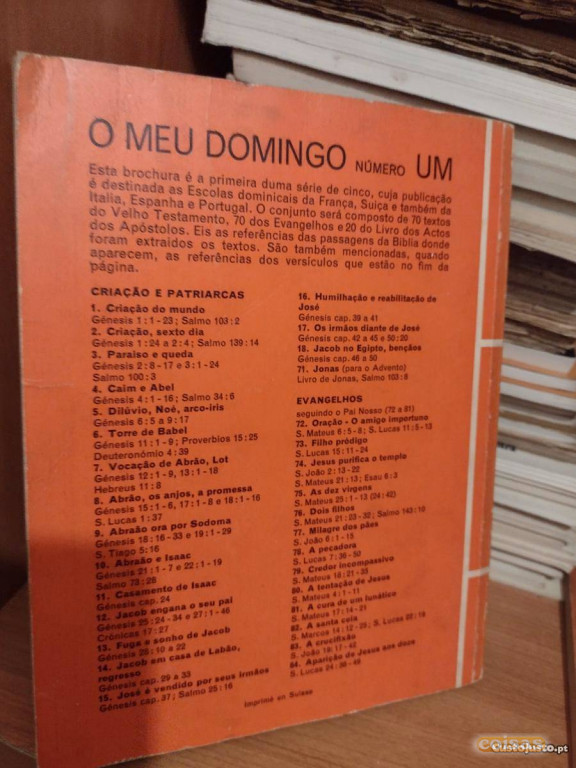 O MEU DOMINGO NÚMERO UM
Esta brochura é a primeira duma série de cinco, cuja publicação
é destinada as Escolas dominicais da França, Suiça e também da
Italia, Espanha e Portugal. O conjunto será composto de 70 textos
do Velho Testamento, 70 dos Evangelhos e 20 do Livro dos Actos
dos Apóstolos. Eis as referências das passagens da Bíblia donde
foram extraidos os textos. São também mencionadas, quando
aparecem, as referências dos versículos que estão no fim da
página.
CRIAÇÃO E PATRIARCAS
1. Criação do mundo
Génesis 1 : 1 - 23 ; Salmo 103 : 2
2. Criação, sexto dia
Génesis 1 : 24 a 2 : 4 ; Salmo 139 : 14
3. Paraiso e queda
Génesis 2 : 8 - 17 e 3 : 1 - 24
Salmo 100 : 3
4. Caim e Abel
Génesis 4 : 1 - 16 ; Salmo 34 : 6
5. Dilúvio, Noé, arco-iris
Génesis 6 : 5 a 9 : 17
6. Torre de Babel
Génesis 11 : 1 - 9 ; Proverbios 15 : 25
Deuteronómio 4 : 39
7. Vocação de Abrão, Lot
Génesis 12 : 1 - 9, 13 : 1 - 18
Hebreus 11 : 8
8. Abrão, os anjos, a promessa
Génesis 15 : 1 - 6, 17 : 1 - 8 e 18 : 1 - 16
S. Lucas 1 : 37
9. Abraão ora por Sodoma
Génesis 18 : 16 - 33 e 19 : 1 - 29
S. Tiago 5 : 16
10. Abraão e Isaac
Génesis 21 : 1 - 7 e 22 : 1 - 19
Salmo 73 : 28
11. Casamento de Isaac
Génesis cap. 24
12. Jacob engana o seu pai
Génesis 25 : 24 - 34 e 27 : 1 - 46
Crónicas 17 : 27
13. Fuga e sonho de Jacob
Génesis 28 : 10 a 22
14. Jacob em casa de Labão,
regresso
Génesis cap. 29 a 33
15. José é vendido por seus irmãos
Génesis cap. 37 ; Salmo 25 : 16
16. Humilhação e reabilitação de
José
Génesis cap. 39 a 41
17. Os irmãos diante de José
Génesis cap. 42 a 45 e 50 : 20
18. Jacob no Egipto, bençãos
Génesis cap. 46 a 50
71. Jonas (para o Advento)
Livro de Jonas, Salmo 103 : 8
EVANGELHOS
seguindo o Pai Nosso (72 a 81)
72. Oração - O amigo importuno
S. Mateus 6 : 5 - 8 ; S. Lucas 11 : 5 - 13
73. Filho pródigo
S. Lucas 15 : 11 - 24
74. Jesus purifica o templo
S. João 2 : 13 - 22
S. Mateus 21 : 13 ; Esau 6 : 3
75. As dez virgens
S. Mateus 25 : 1 - 13 (24 : 42)
76. Dois filhos
S. Mateus 21 : 23 - 32 ; Salmo 143 : 10
77. Milagre dos pães
S. João 6 : 1 - 15
78. A pecadora
S. Lucas 7 : 36 - 50
79. Credor incompassivo
S. Mateus 18 : 21 - 35
80. A tentação de Jesus
S. Mateus 4 : 1 - 11
81. A cura de um lunático
S. Mateus 17 : 14 - 21
82. A santa ceia
S. Marcos 14 : 12 - 25 ; S. Lucas 22 : 19
83. A crucifixão
S. João 19 : 17 - 42
84. Aparição de Jesus aos doze
S. Lucas 24 : 36 - 48
Imprimé en Suisse
coisas
CustoJusto.pt